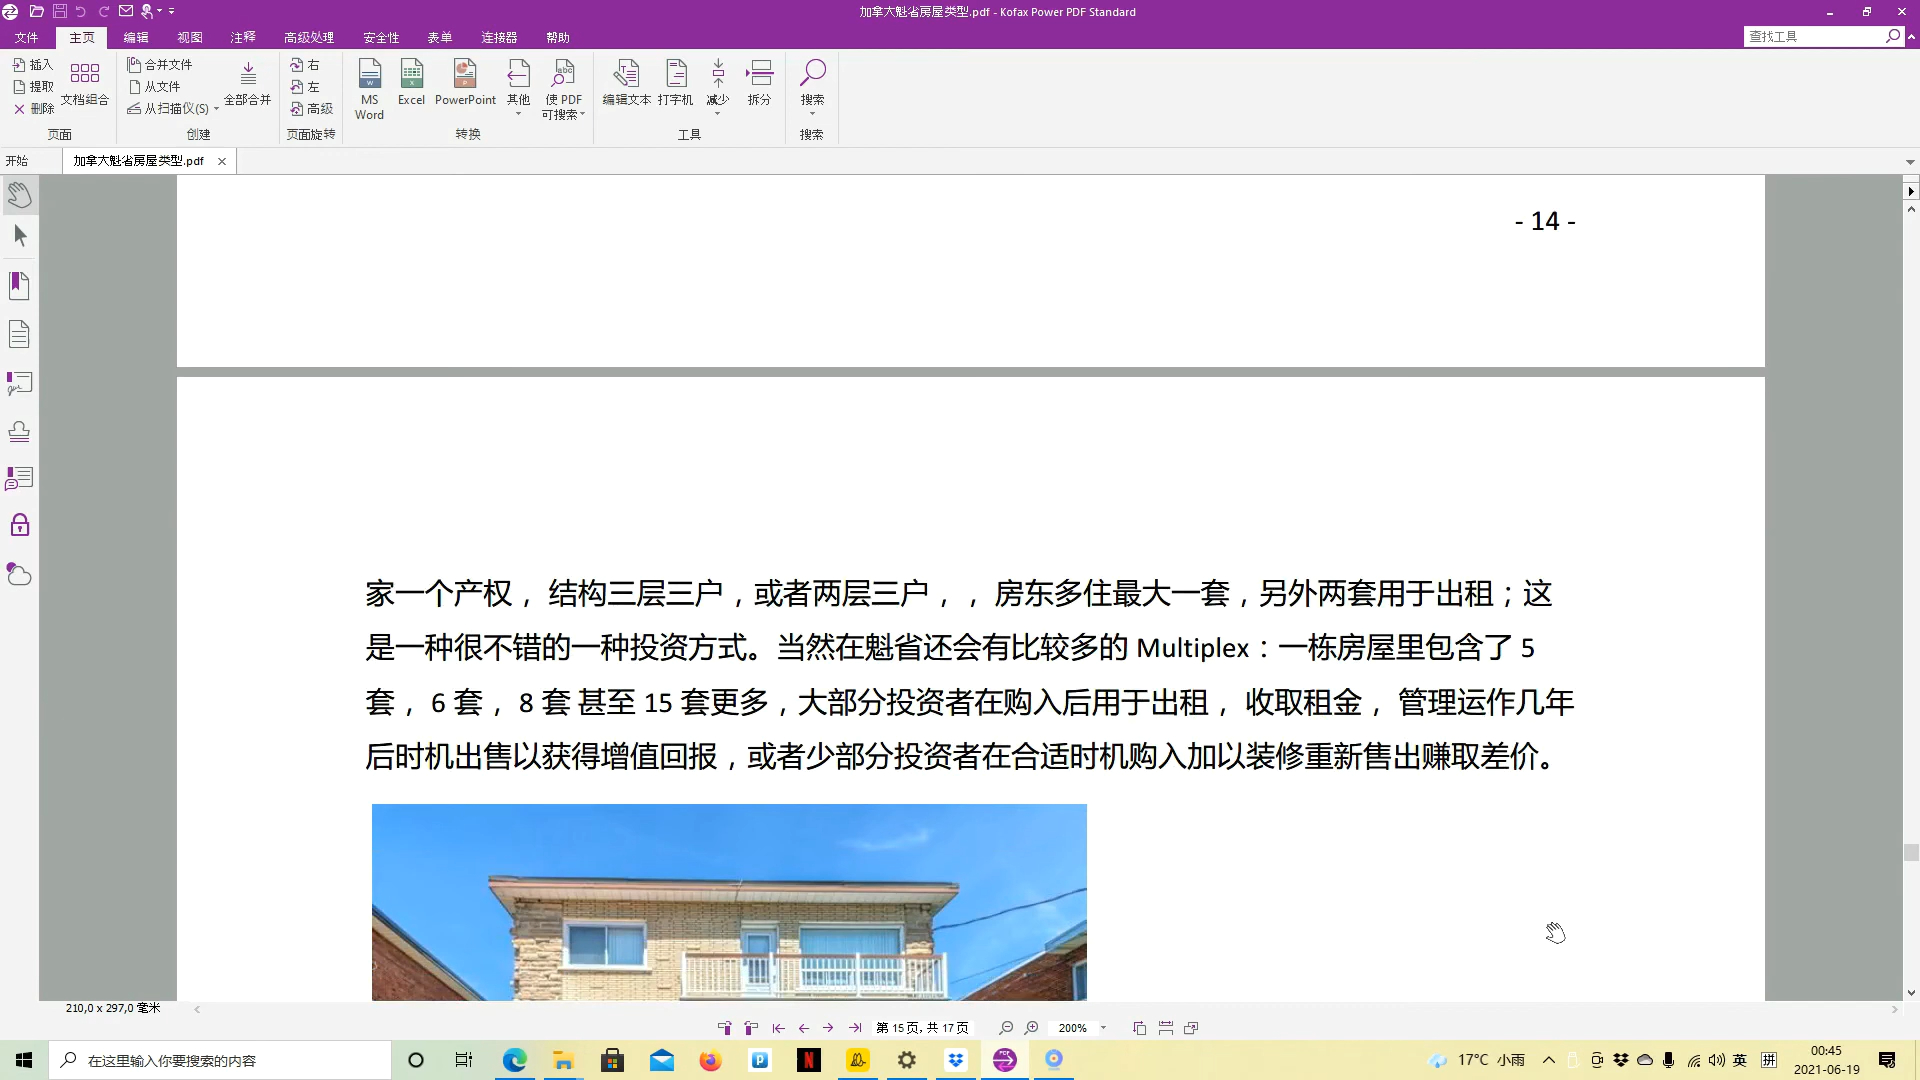 加拿大魁省房屋类型.pdf - Kofax Power PDF Standard
文件 主页 编辑 视图 注释 高级处理 安全性 表单 连接器 帮助
查找工具
插入
提取
删除
文档组合
页面
合并文件
从文件
从扫描仪(S)
全部合并
创建
右
左
高级
页面旋转
MS Word
Excel
PowerPoint
其他
使 PDF 可搜索
转换
编辑文本
打字机
减少
拆分
工具
搜索
搜索
开始
加拿大魁省房屋类型.pdf
- 14 -
家一个产权， 结构三层三户，或者两层三户，， 房东多住最大一套，另外两套用于出租；这
是一种很不错的一种投资方式。当然在魁省还会有比较多的 Multiplex：一栋房屋里包含了 5
套， 6 套， 8 套 甚至 15 套更多，大部分投资者在购入后用于出租， 收取租金， 管理运作几年
后时机出售以获得增值回报，或者少部分投资者在合适时机购入加以装修重新售出赚取差价。
210,0 x 297,0 毫米
第 15 页, 共 17 页
200%
在这里输入你要搜索的内容
17°C 小雨
英
拼
00:45
2021-06-19